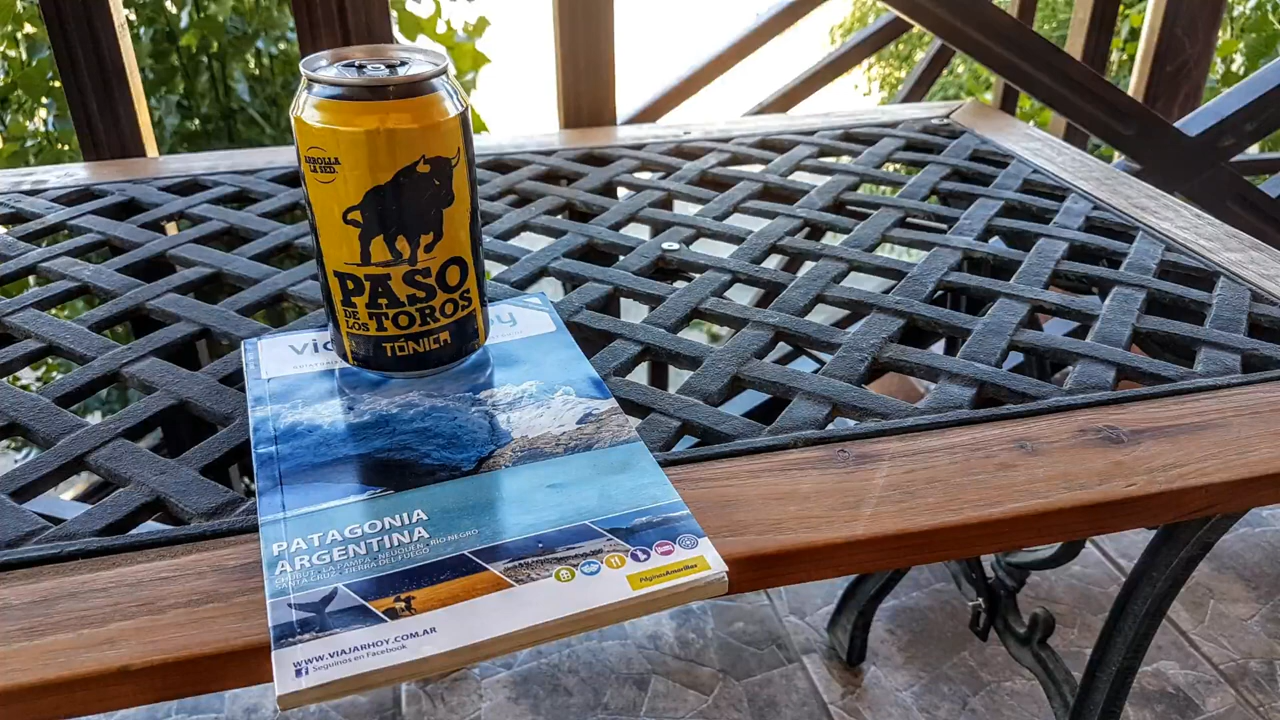 ARROLLA
LA SED.
PASO
DE LOS TOROS
TÓNICA
PATAGONIA
ARGENTINA
CHUBUT - LA PAMPA - NEUQUÉN - RÍO NEGRO
SANTA CRUZ - TIERRA DEL FUEGO
PáginasAmarillas
WWW.VIAJARHOY.COM.AR
Seguinos en Facebook